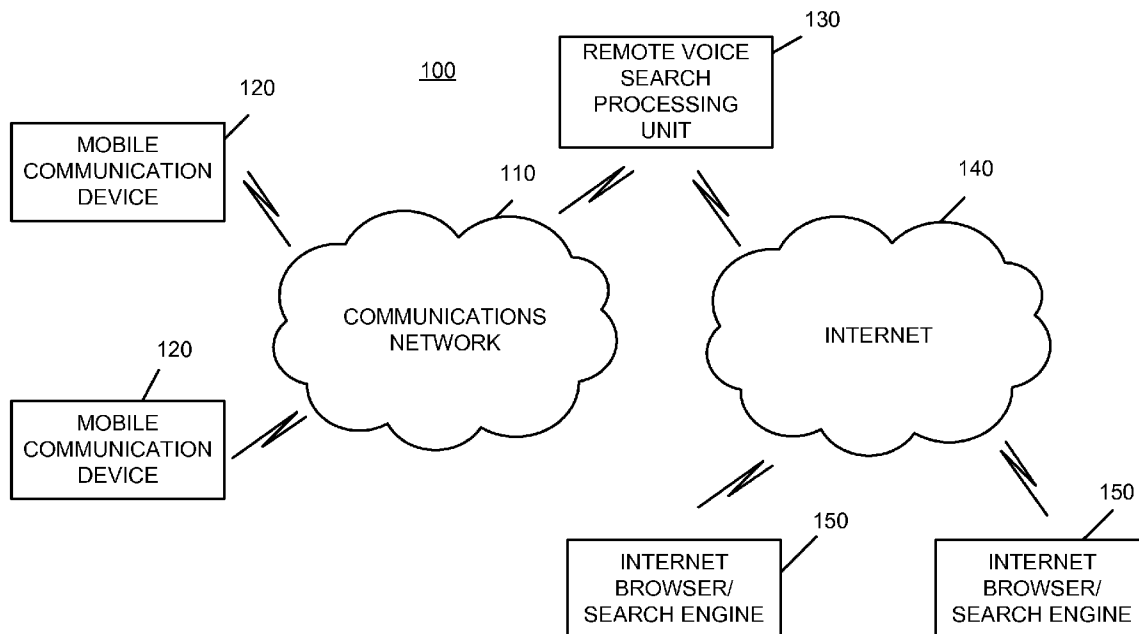 130
REMOTE VOICE
SEARCH
PROCESSING
UNIT
100
120
MOBILE
COMMUNICATION
DEVICE
110
140
COMMUNICATIONS
NETWORK
INTERNET
120
MOBILE
COMMUNICATION
DEVICE
150
INTERNET
BROWSER/
SEARCH ENGINE
150
INTERNET
BROWSER/
SEARCH ENGINE